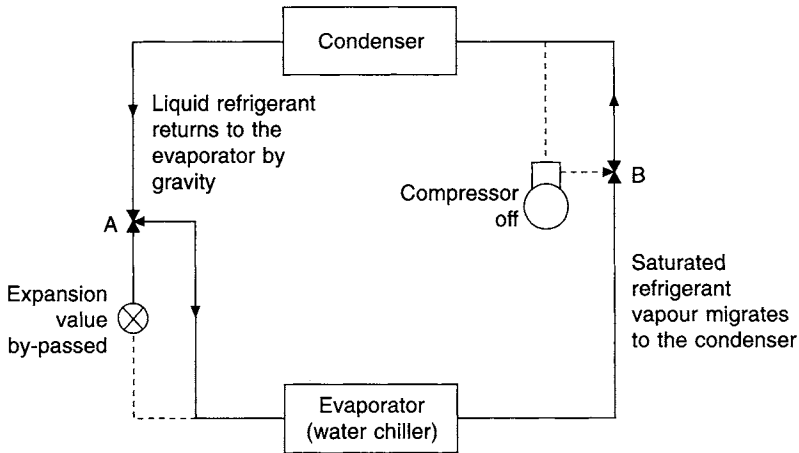 Condenser
Liquid refrigerant
returns to the
evaporator by
gravity
Compressor
off
B
A
Saturated
refrigerant
vapour migrates
to the condenser
Expansion
value
by-passed
Evaporator
(water chiller)